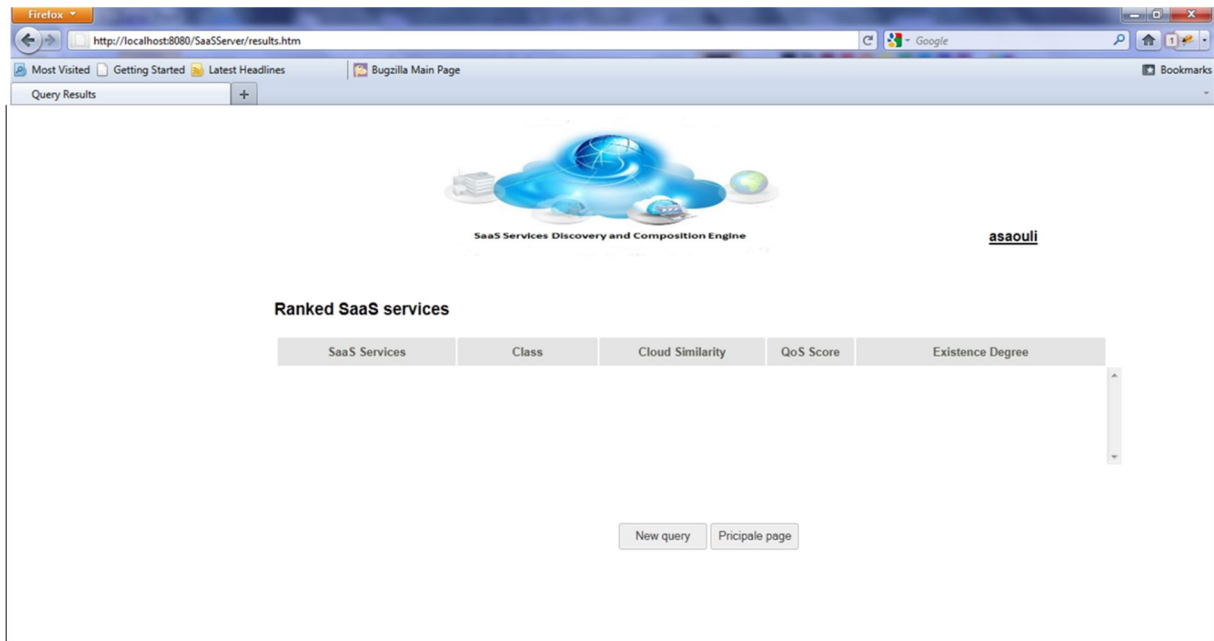 Firefox
http://localhost:8080/SaaSServer/results.htm
Google
1
Most Visited Getting Started Latest Headlines Bugzilla Main Page Bookmarks
Query Results
SaaS Services Discovery and Composition Engine
asaouli
Ranked SaaS services
SaaS Services Class Cloud Similarity QoS Score Existence Degree
New query Pricipale page